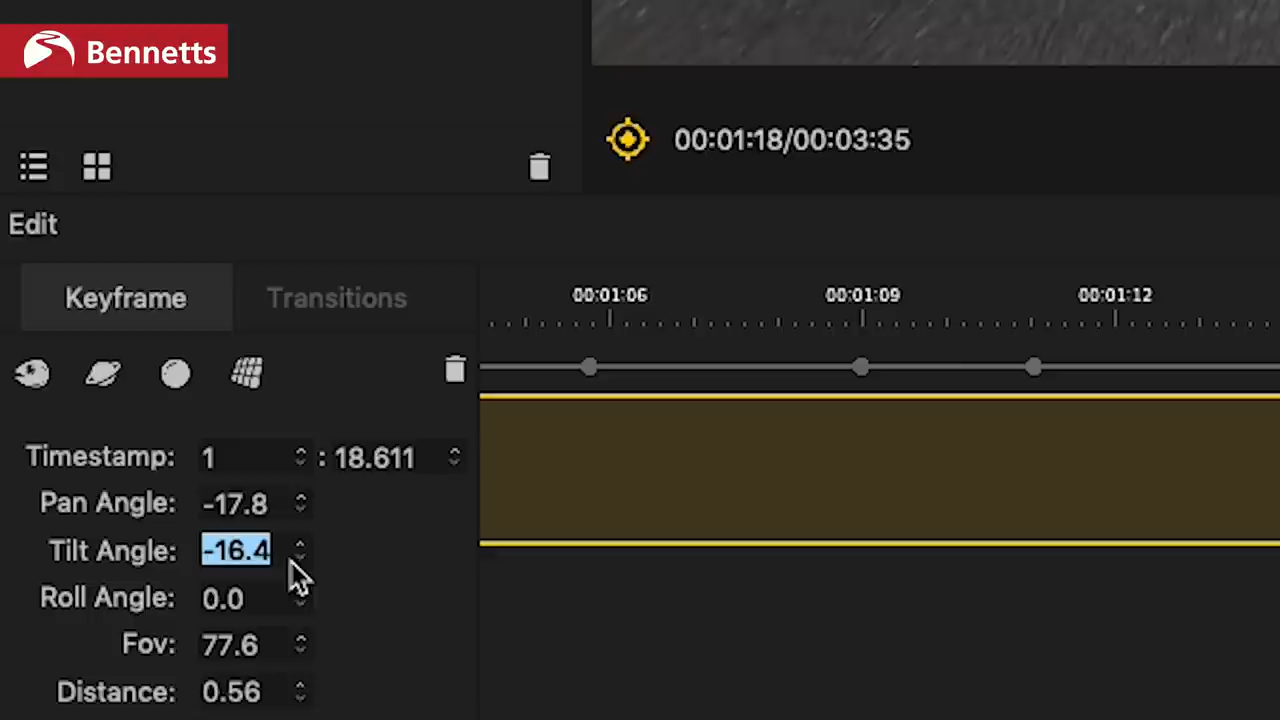 Bennetts
00:01:18/00:03:35
Edit
Keyframe Transitions
00:01:06 00:01:09 00:01:12
Timestamp: 1 : 18.611
Pan Angle: -17.8
Tilt Angle: -16.4
Roll Angle: 0.0
Fov: 77.6
Distance: 0.56